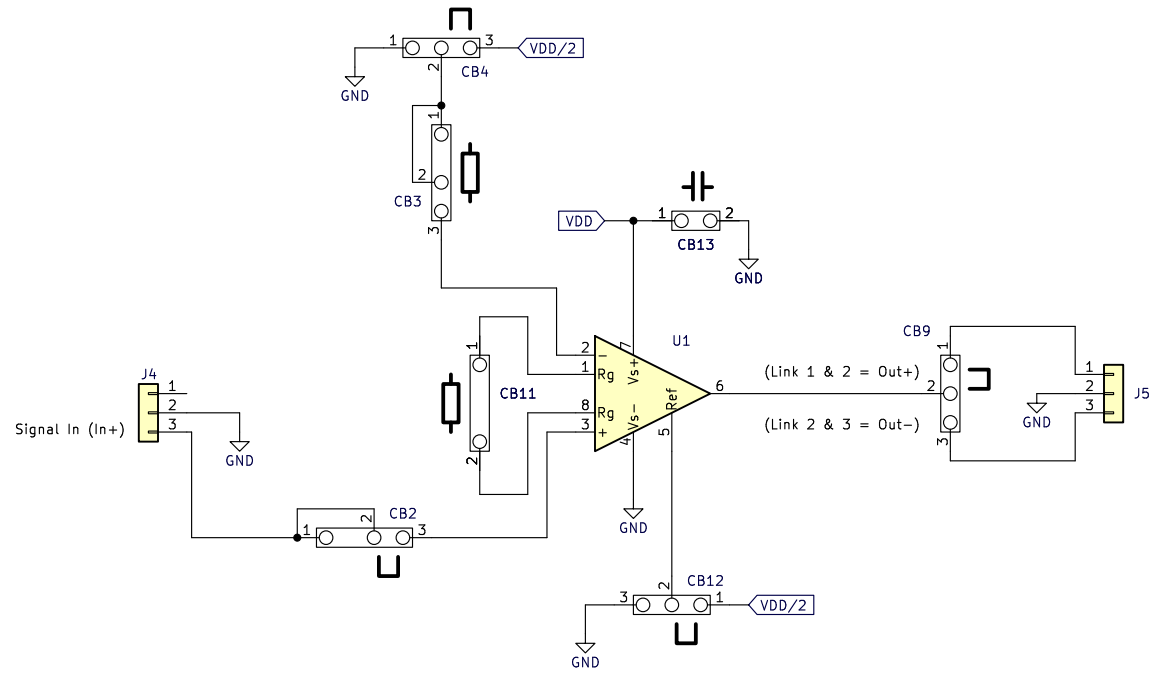 1 3 VDD/2
2 CB4
GND
1
2
CB3
3
VDD 1 2
CB13
GND
1 2 7 U1 CB9 1
- 
1 Rg Vs+
CB11
(Link 1 & 2 = Out+) 1
J4 Ref 6 2 2 J5
1
2 8 Rg Vs- GND 3
Signal In (In+) 3 3 + 4 5 (Link 2 & 3 = Out-) 3
GND 2
CB2
1 2 3 GND
CB12
3 2 1 VDD/2
GND